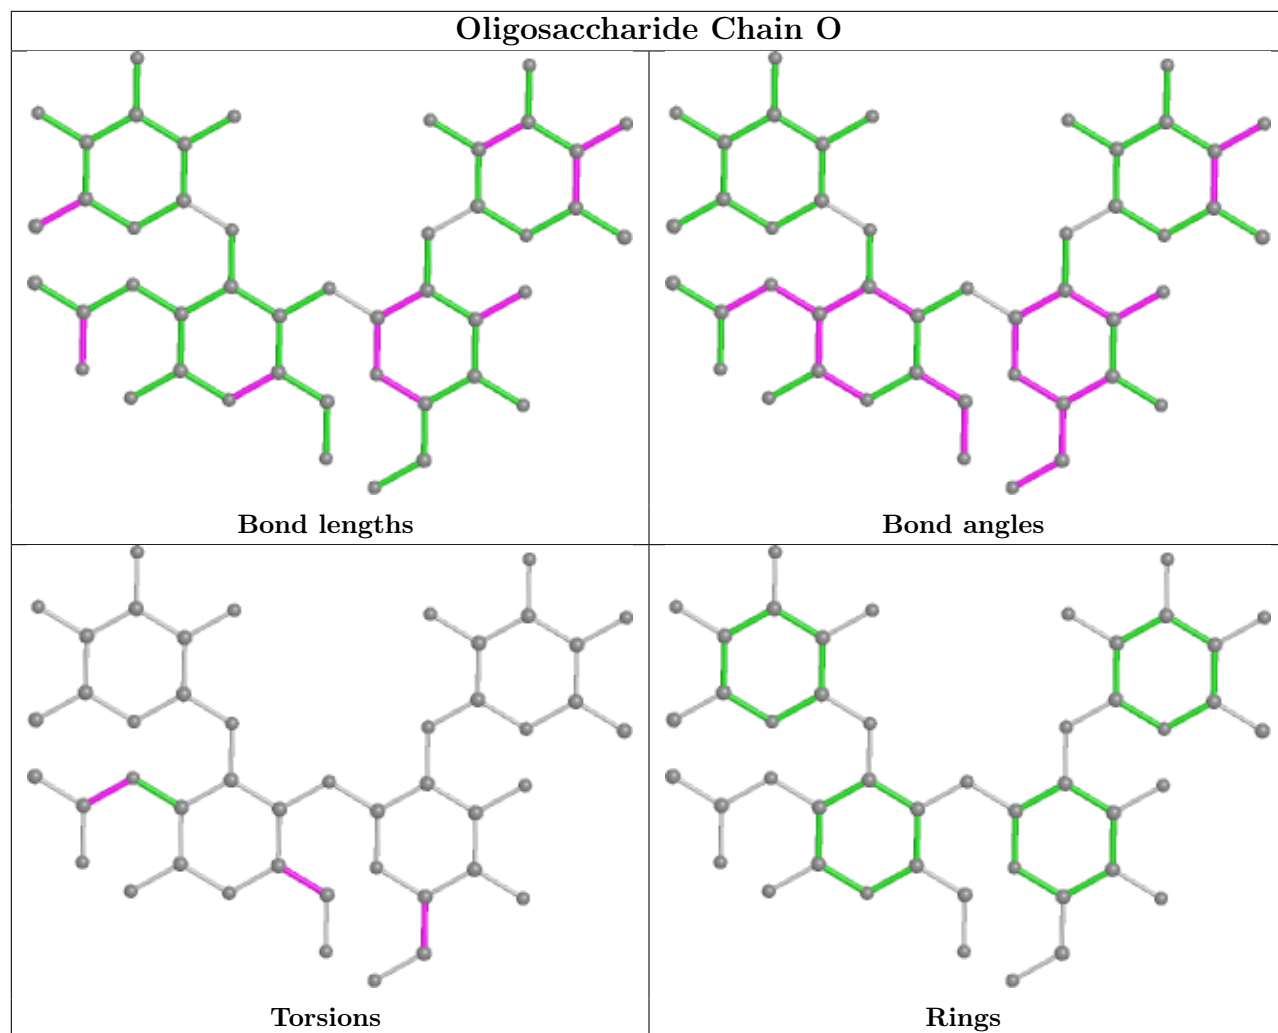 Oligosaccharide Chain O
Bond lengths
Bond angles
Torsions
Rings